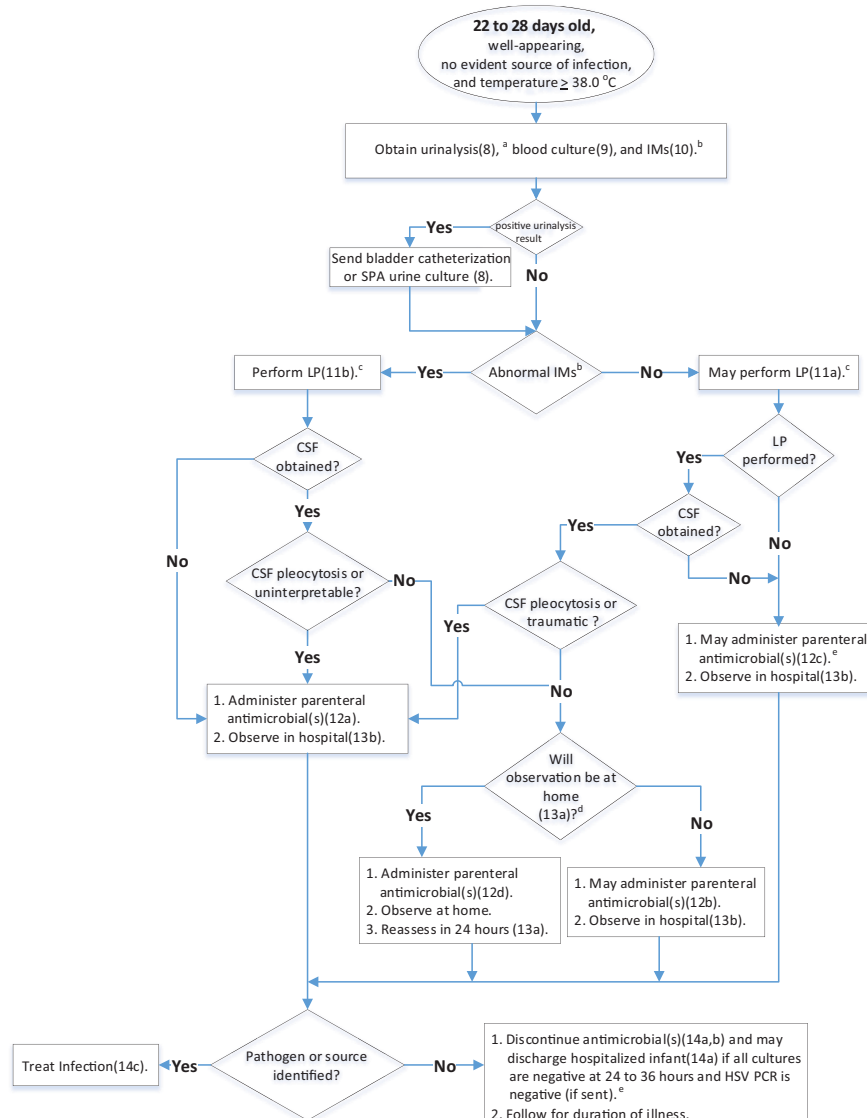 22 to 28 days old,
well-appearing,
no evident source of infection,
and temperature ≥ 38.0 °C
Obtain urinalysis(8), a blood culture(9), and IMs(10).b
positive urinalysis
result
Yes
Send bladder catheterization
or SPA urine culture (8).
No
Perform LP(11b).c
Yes
Abnormal IMsb
No
May perform LP(11a).c
CSF
obtained?
LP
performed?
Yes
Yes
Yes
CSF
obtained?
No
No
No
CSF pleocytosis or
uninterpretable?
No
CSF pleocytosis or
traumatic ?
Yes
Yes
No
1. May administer parenteral
antimicrobial(s)(12c).e
2. Observe in hospital(13b).
1. Administer parenteral
antimicrobial(s)(12a).
2. Observe in hospital(13b).
Will
observation be at
home
(13a)?d
Yes
No
1. Administer parenteral
antimicrobial(s)(12d).
2. Observe at home.
3. Reassess in 24 hours (13a).
1. May administer parenteral
antimicrobial(s)(12b).
2. Observe in hospital(13b).
Treat Infection(14c).
Yes
Pathogen or source
identified?
No
1. Discontinue antimicrobial(s)(14a,b) and may
discharge hospitalized infant(14a) if all cultures
are negative at 24 to 36 hours and HSV PCR is
negative (if sent).e
2. Follow for duration of illness.